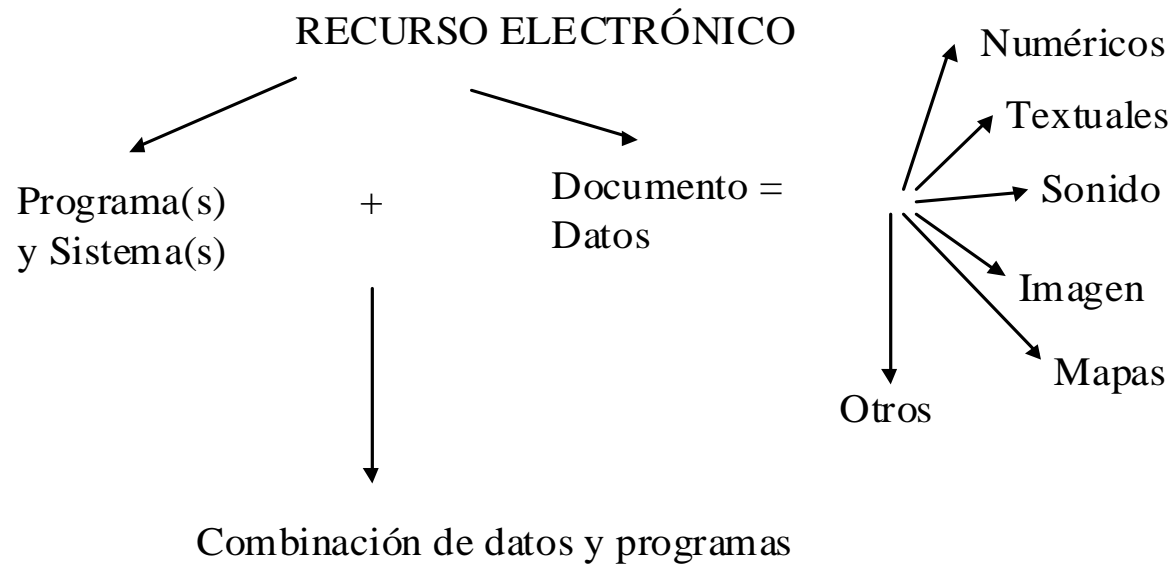 RECURSO ELECTRÓNICO
Numéricos
Textuales
Sonido
Imagen
Mapas
Otros
Programa(s)
y Sistema(s)
+
Documento =
Datos
Combinación de datos y programas